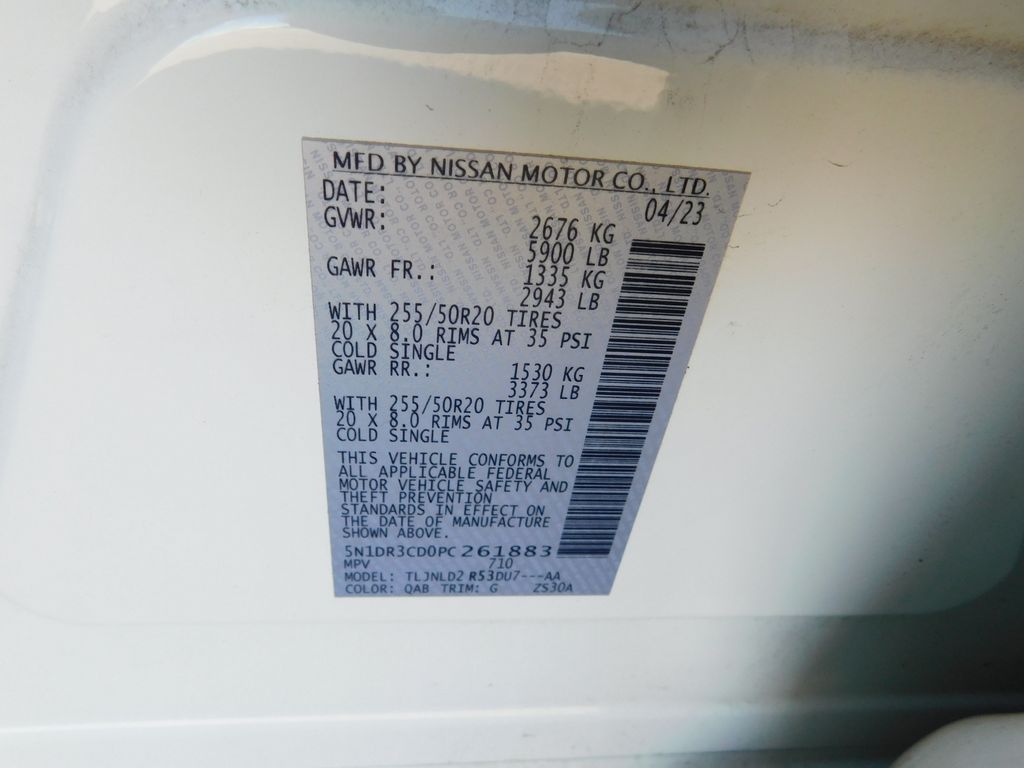 MFD BY NISSAN MOTOR CO., LTD.
DATE: 04/23
GVWR: 2676 KG
5900 LB
GAWR FR.: 1335 KG
2943 LB
WITH 255/50R20 TIRES
20 X 8.0 RIMS AT 35 PSI
COLD SINGLE
GAWR RR.: 1530 KG
3373 LB
WITH 255/50R20 TIRES
20 X 8.0 RIMS AT 35 PSI
COLD SINGLE
THIS VEHICLE CONFORMS TO
ALL APPLICABLE FEDERAL
MOTOR VEHICLE SAFETY AND
THEFT PREVENTION
STANDARDS IN EFFECT ON
THE DATE OF MANUFACTURE
SHOWN ABOVE.
5N1DR3CD0PC261883
MPV 710
MODEL: TLJNLD2 R53DU7---AA
COLOR: QAB TRIM: G ZS30A